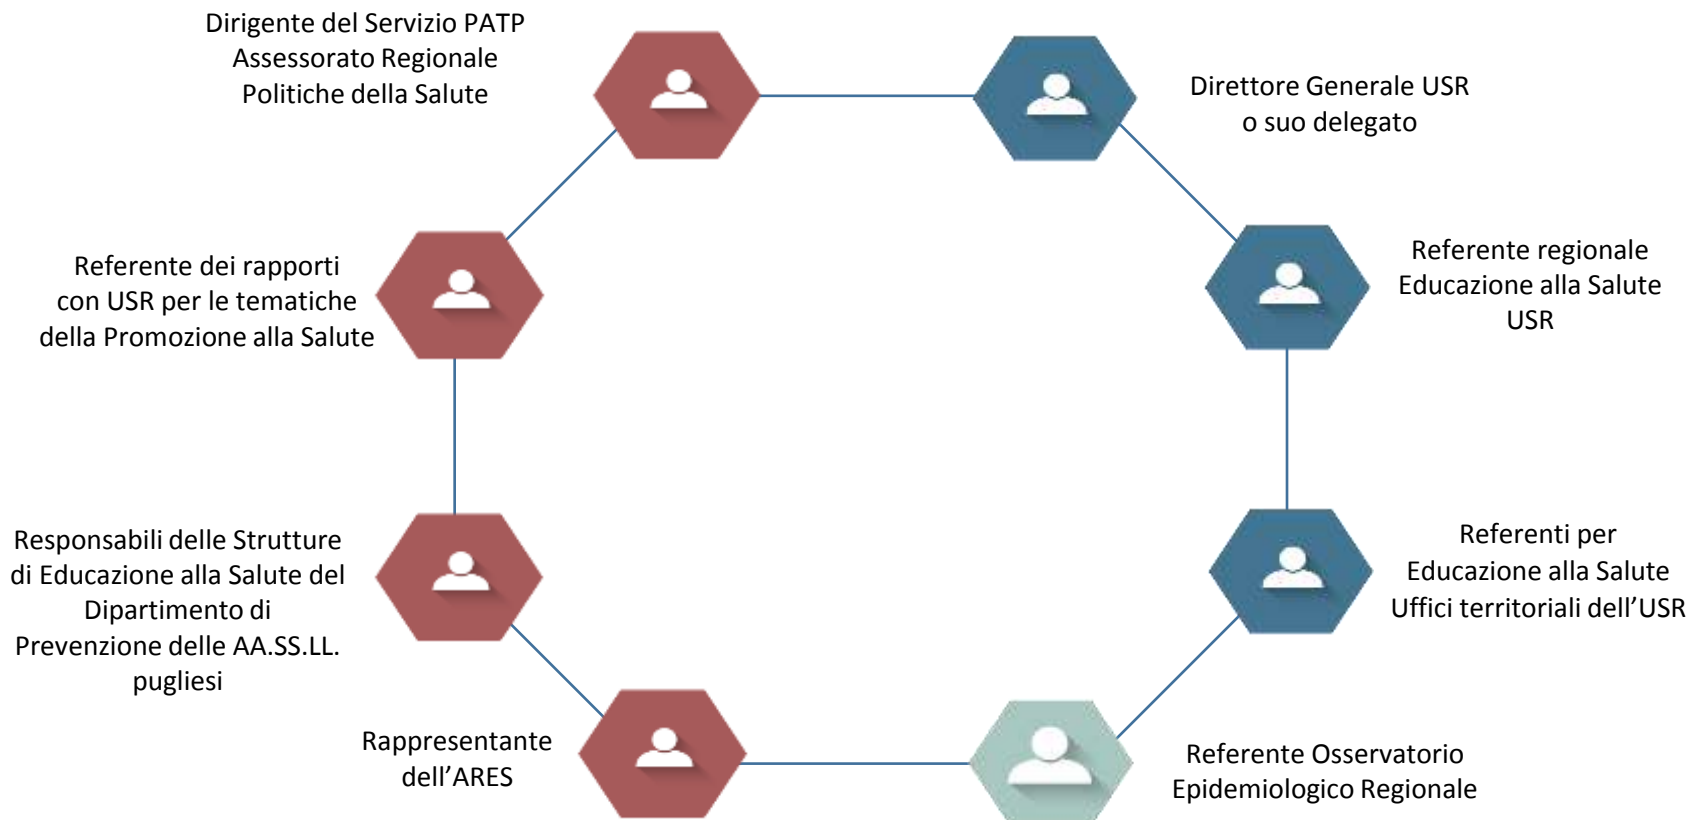 Dirigente del Servizio PATP
Assessorato Regionale
Politiche della Salute
Direttore Generale USR
o suo delegato
Referente dei rapporti
con USR per le tematiche
della Promozione alla Salute
Referente regionale
Educazione alla Salute
USR
Responsabili delle Strutture
di Educazione alla Salute del
Dipartimento di
Prevenzione delle AA.SS.LL.
pugliesi
Referenti per
Educazione alla Salute
Uffici territoriali dell’USR
Rappresentante
dell’ARES
Referente Osservatorio
Epidemiologico Regionale